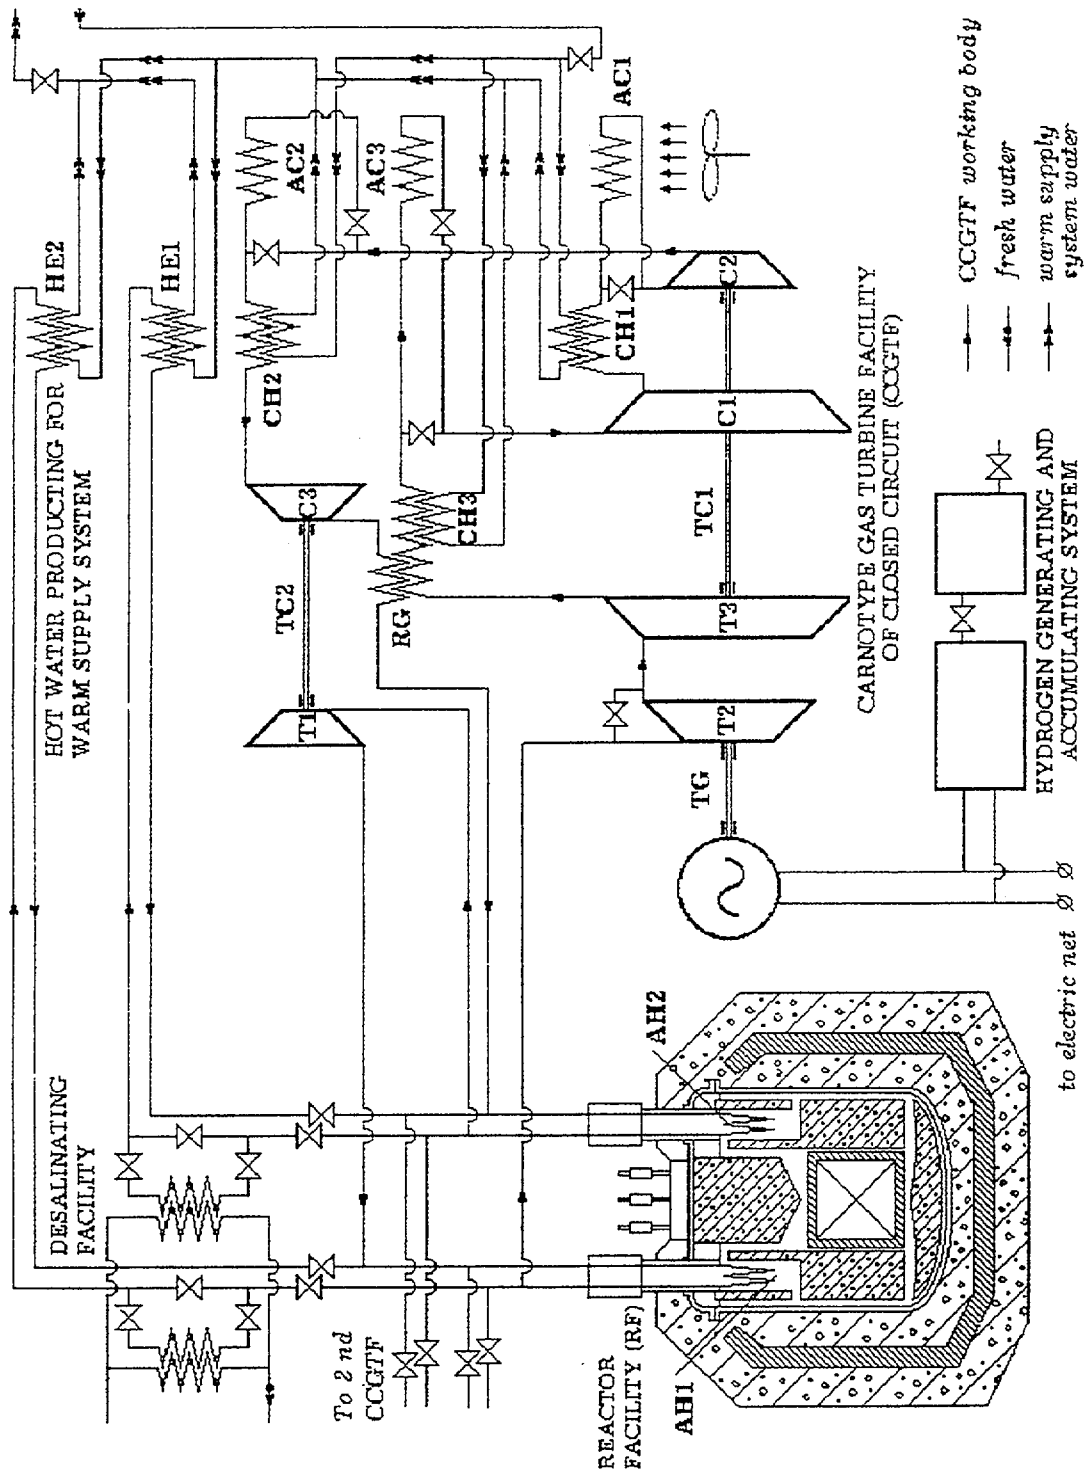 DESALINATING
FACILITY
HOT WATER PRODUCTING FOR
WARM SUPPLY SYSTEM
HE2
HE1
CH2
AC2
TC2
T1
C3
To 2 nd
CCGTF
AC3
RG
CH3
REACTOR
FACILITY (RF)
CH1
AC1
AH1
AH2
TG
TC1
T2
T3
C1
C2
CARNOTYPE GAS TURBINE FACILITY
OF CLOSED CIRCUIT (CCGTF)
HYDROGEN GENERATING AND
ACCUMULATING SYSTEM
to electric net
CCGTF working body
fresh water
warm supply
system water